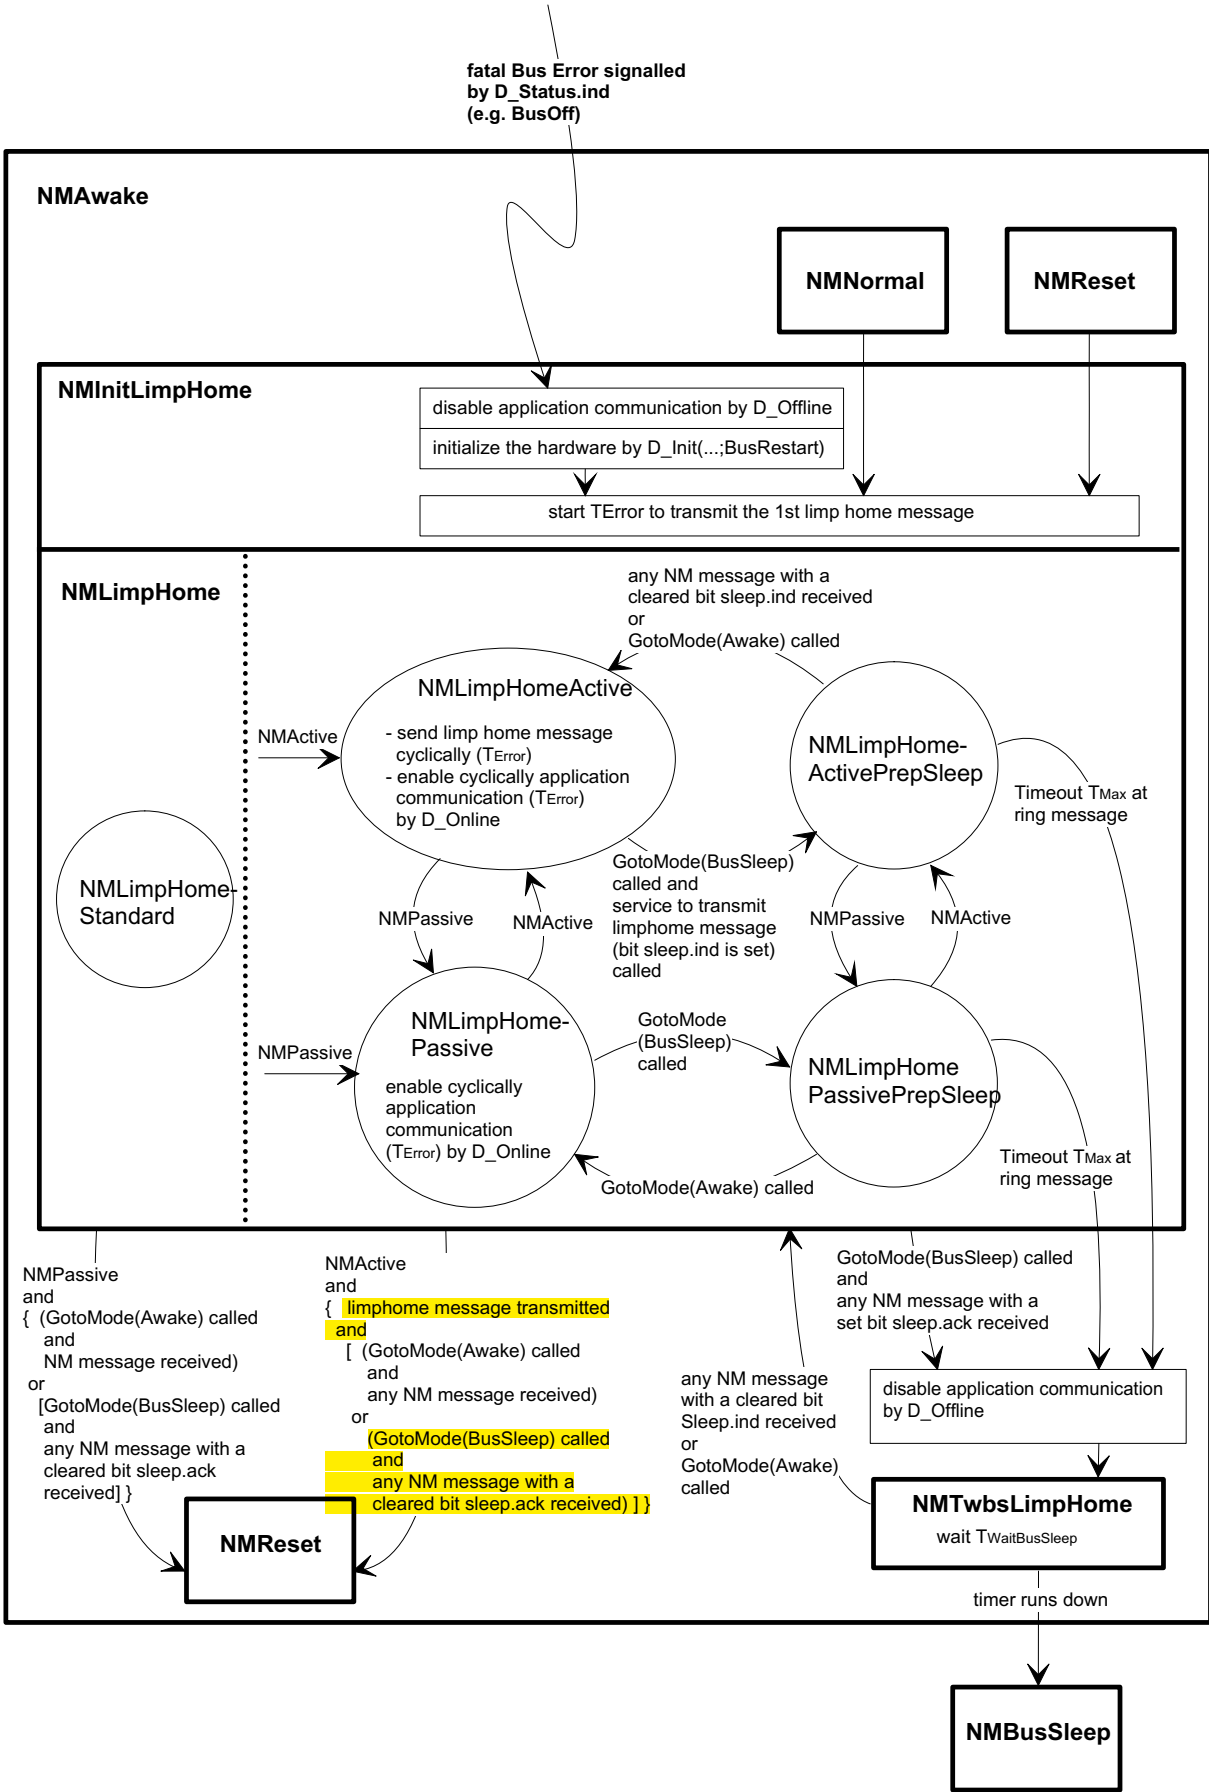 fatal Bus Error signalled
by D_Status.ind
(e.g. BusOff)
NMAwake
NMNormal
NMReset
NMInitLimpHome
disable application communication by D_Offline
initialize the hardware by D_Init(...;BusRestart)
start TError to transmit the 1st limp home message
NMLimpHome
any NM message with a
cleared bit sleep.ind received
or
GotoMode(Awake) called
NMLimpHomeActive
- send limp home message
cyclically (TError)
- enable cyclically application
communication (TError)
by D_Online
NMActive
NMLimpHome-
ActivePrepSleep
Timeout TMax at
ring message
NMLimpHome-
Standard
GotoMode(BusSleep)
called and
service to transmit
limphome message
(bit sleep.ind is set)
called
NMPassive
NMActive
NMPassive
NMActive
NMLimpHome-
Passive
enable cyclically
application
communication
(TError) by D_Online
NMPassive
GotoMode
(BusSleep)
called
NMLimpHome
PassivePrepSleep
GotoMode(Awake) called
Timeout TMax at
ring message
NMPassive
and
{ (GotoMode(Awake) called
and
NM message received)
or
[GotoMode(BusSleep) called
and
any NM message with a
cleared bit sleep.ack
received] }
NMActive
and
{ limphome message transmitted
and
[ (GotoMode(Awake) called
and
any NM message received)
or
(GotoMode(BusSleep) called
and
any NM message with a
cleared bit sleep.ack received) ] }
NMReset
any NM message
with a cleared bit
Sleep.ind received
or
GotoMode(Awake)
called
GotoMode(BusSleep) called
and
any NM message with a
set bit sleep.ack received
disable application communication
by D_Offline
NMTwbsLimpHome
wait TWaitBusSleep
timer runs down
NMBusSleep